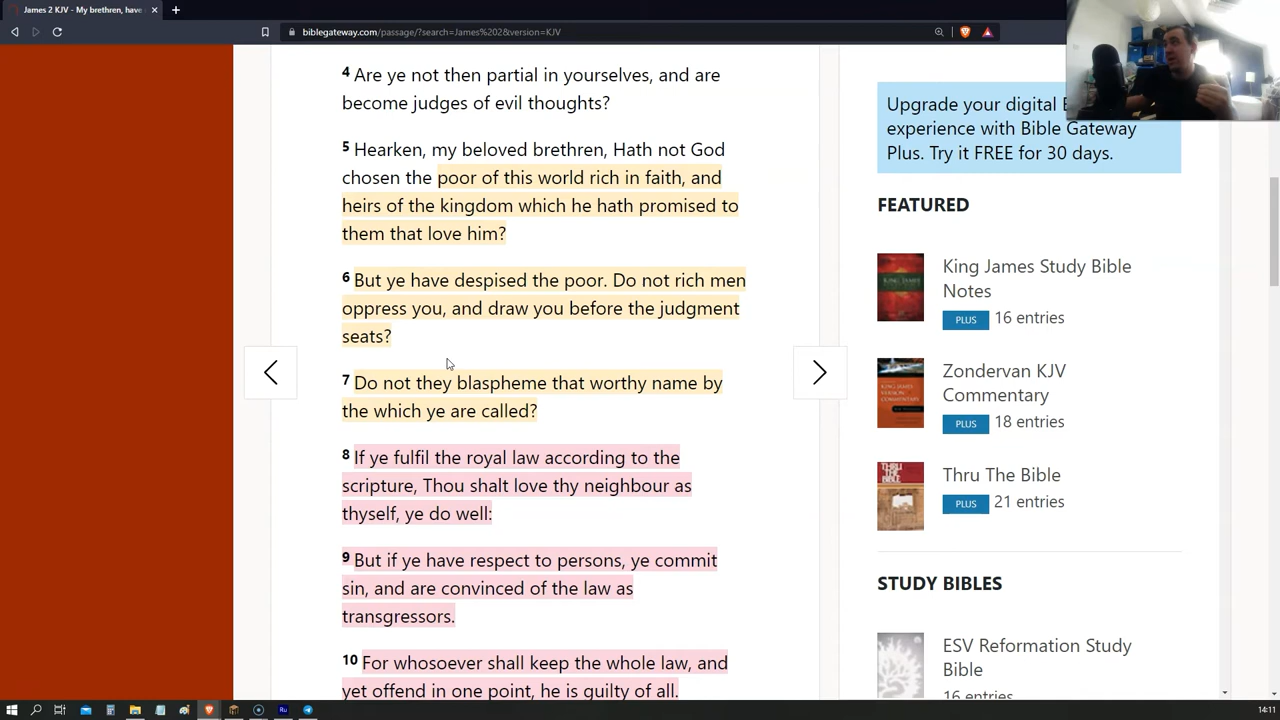 James 2 KJV - My brethren, have
biblegateway.com/passage/?search=James%202&version=KJV
4 Are ye not then partial in yourselves, and are
become judges of evil thoughts?
5 Hearken, my beloved brethren, Hath not God
chosen the poor of this world rich in faith, and
heirs of the kingdom which he hath promised to
them that love him?
6 But ye have despised the poor. Do not rich men
oppress you, and draw you before the judgment
seats?
7 Do not they blaspheme that worthy name by
the which ye are called?
8 If ye fulfil the royal law according to the
scripture, Thou shalt love thy neighbour as
thyself, ye do well:
9 But if ye have respect to persons, ye commit
sin, and are convinced of the law as
transgressors.
10 For whosoever shall keep the whole law, and
yet offend in one point, he is guilty of all.
Upgrade your digital
experience with Bible Gateway
Plus. Try it FREE for 30 days.
FEATURED
King James Study Bible
Notes
PLUS 16 entries
Zondervan KJV
Commentary
PLUS 18 entries
Thru The Bible
PLUS 21 entries
STUDY BIBLES
ESV Reformation Study
Bible
16 entries
Ru
14:11